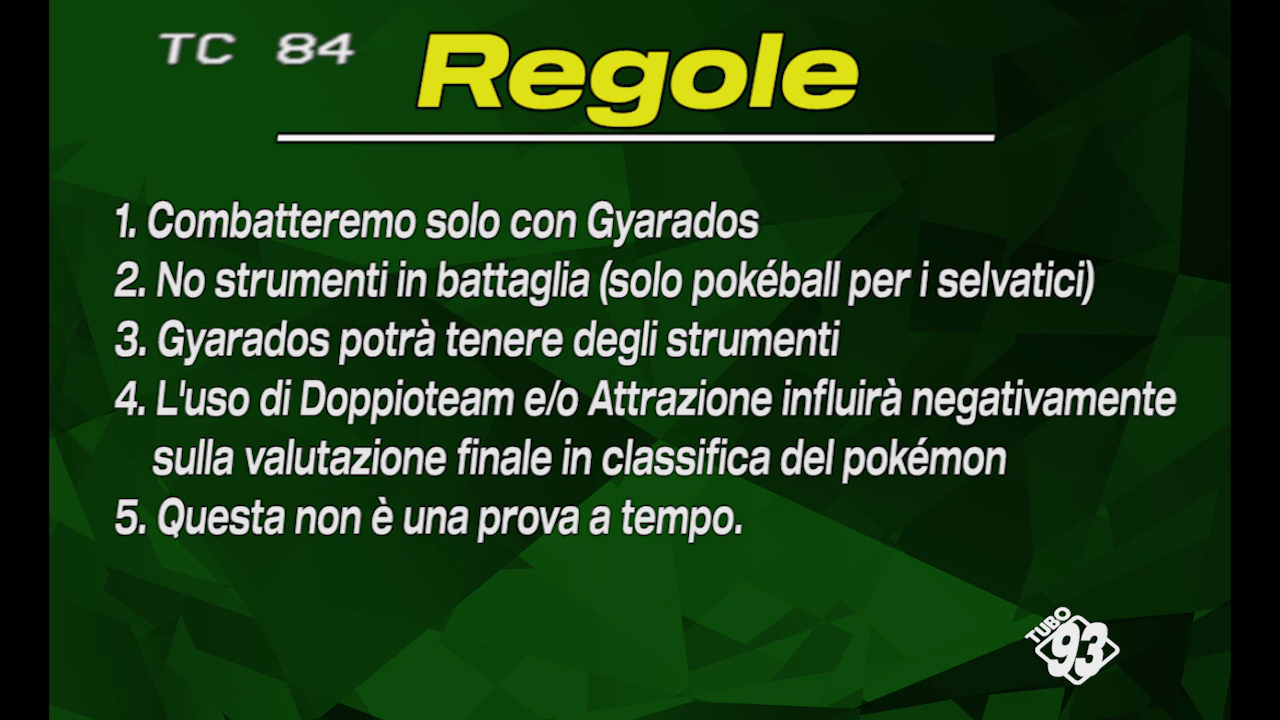 TC 84
Regole
1. Combatteremo solo con Gyarados
2. No strumenti in battaglia (solo pokéball per i selvatici)
3. Gyarados potrà tenere degli strumenti
4. L'uso di Doppioteam e/o Attrazione influirà negativamente
sulla valutazione finale in classifica del pokémon
5. Questa non è una prova a tempo.
TUBO
93